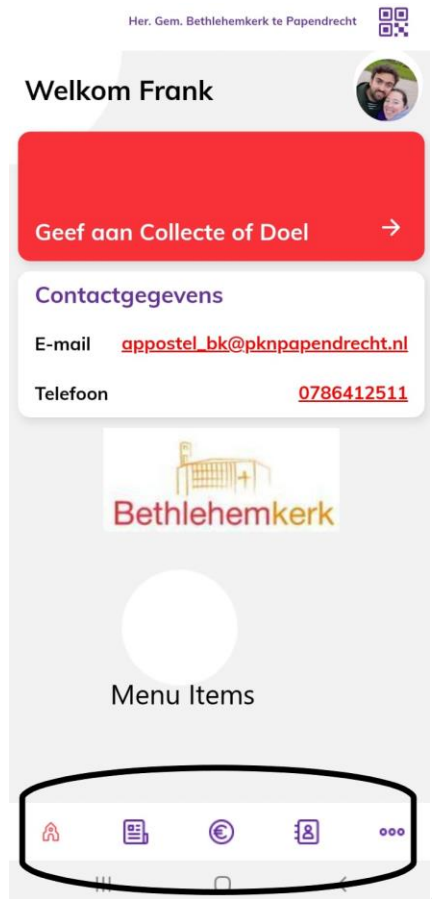 Her. Gem. Bethlehemkerk te Papendrecht
Welkom Frank
Geef aan Collecte of Doel
Contactgegevens
E-mail appostel_bk@pknpapendrecht.nl
Telefoon 0786412511
Bethlehemkerk
Menu Items